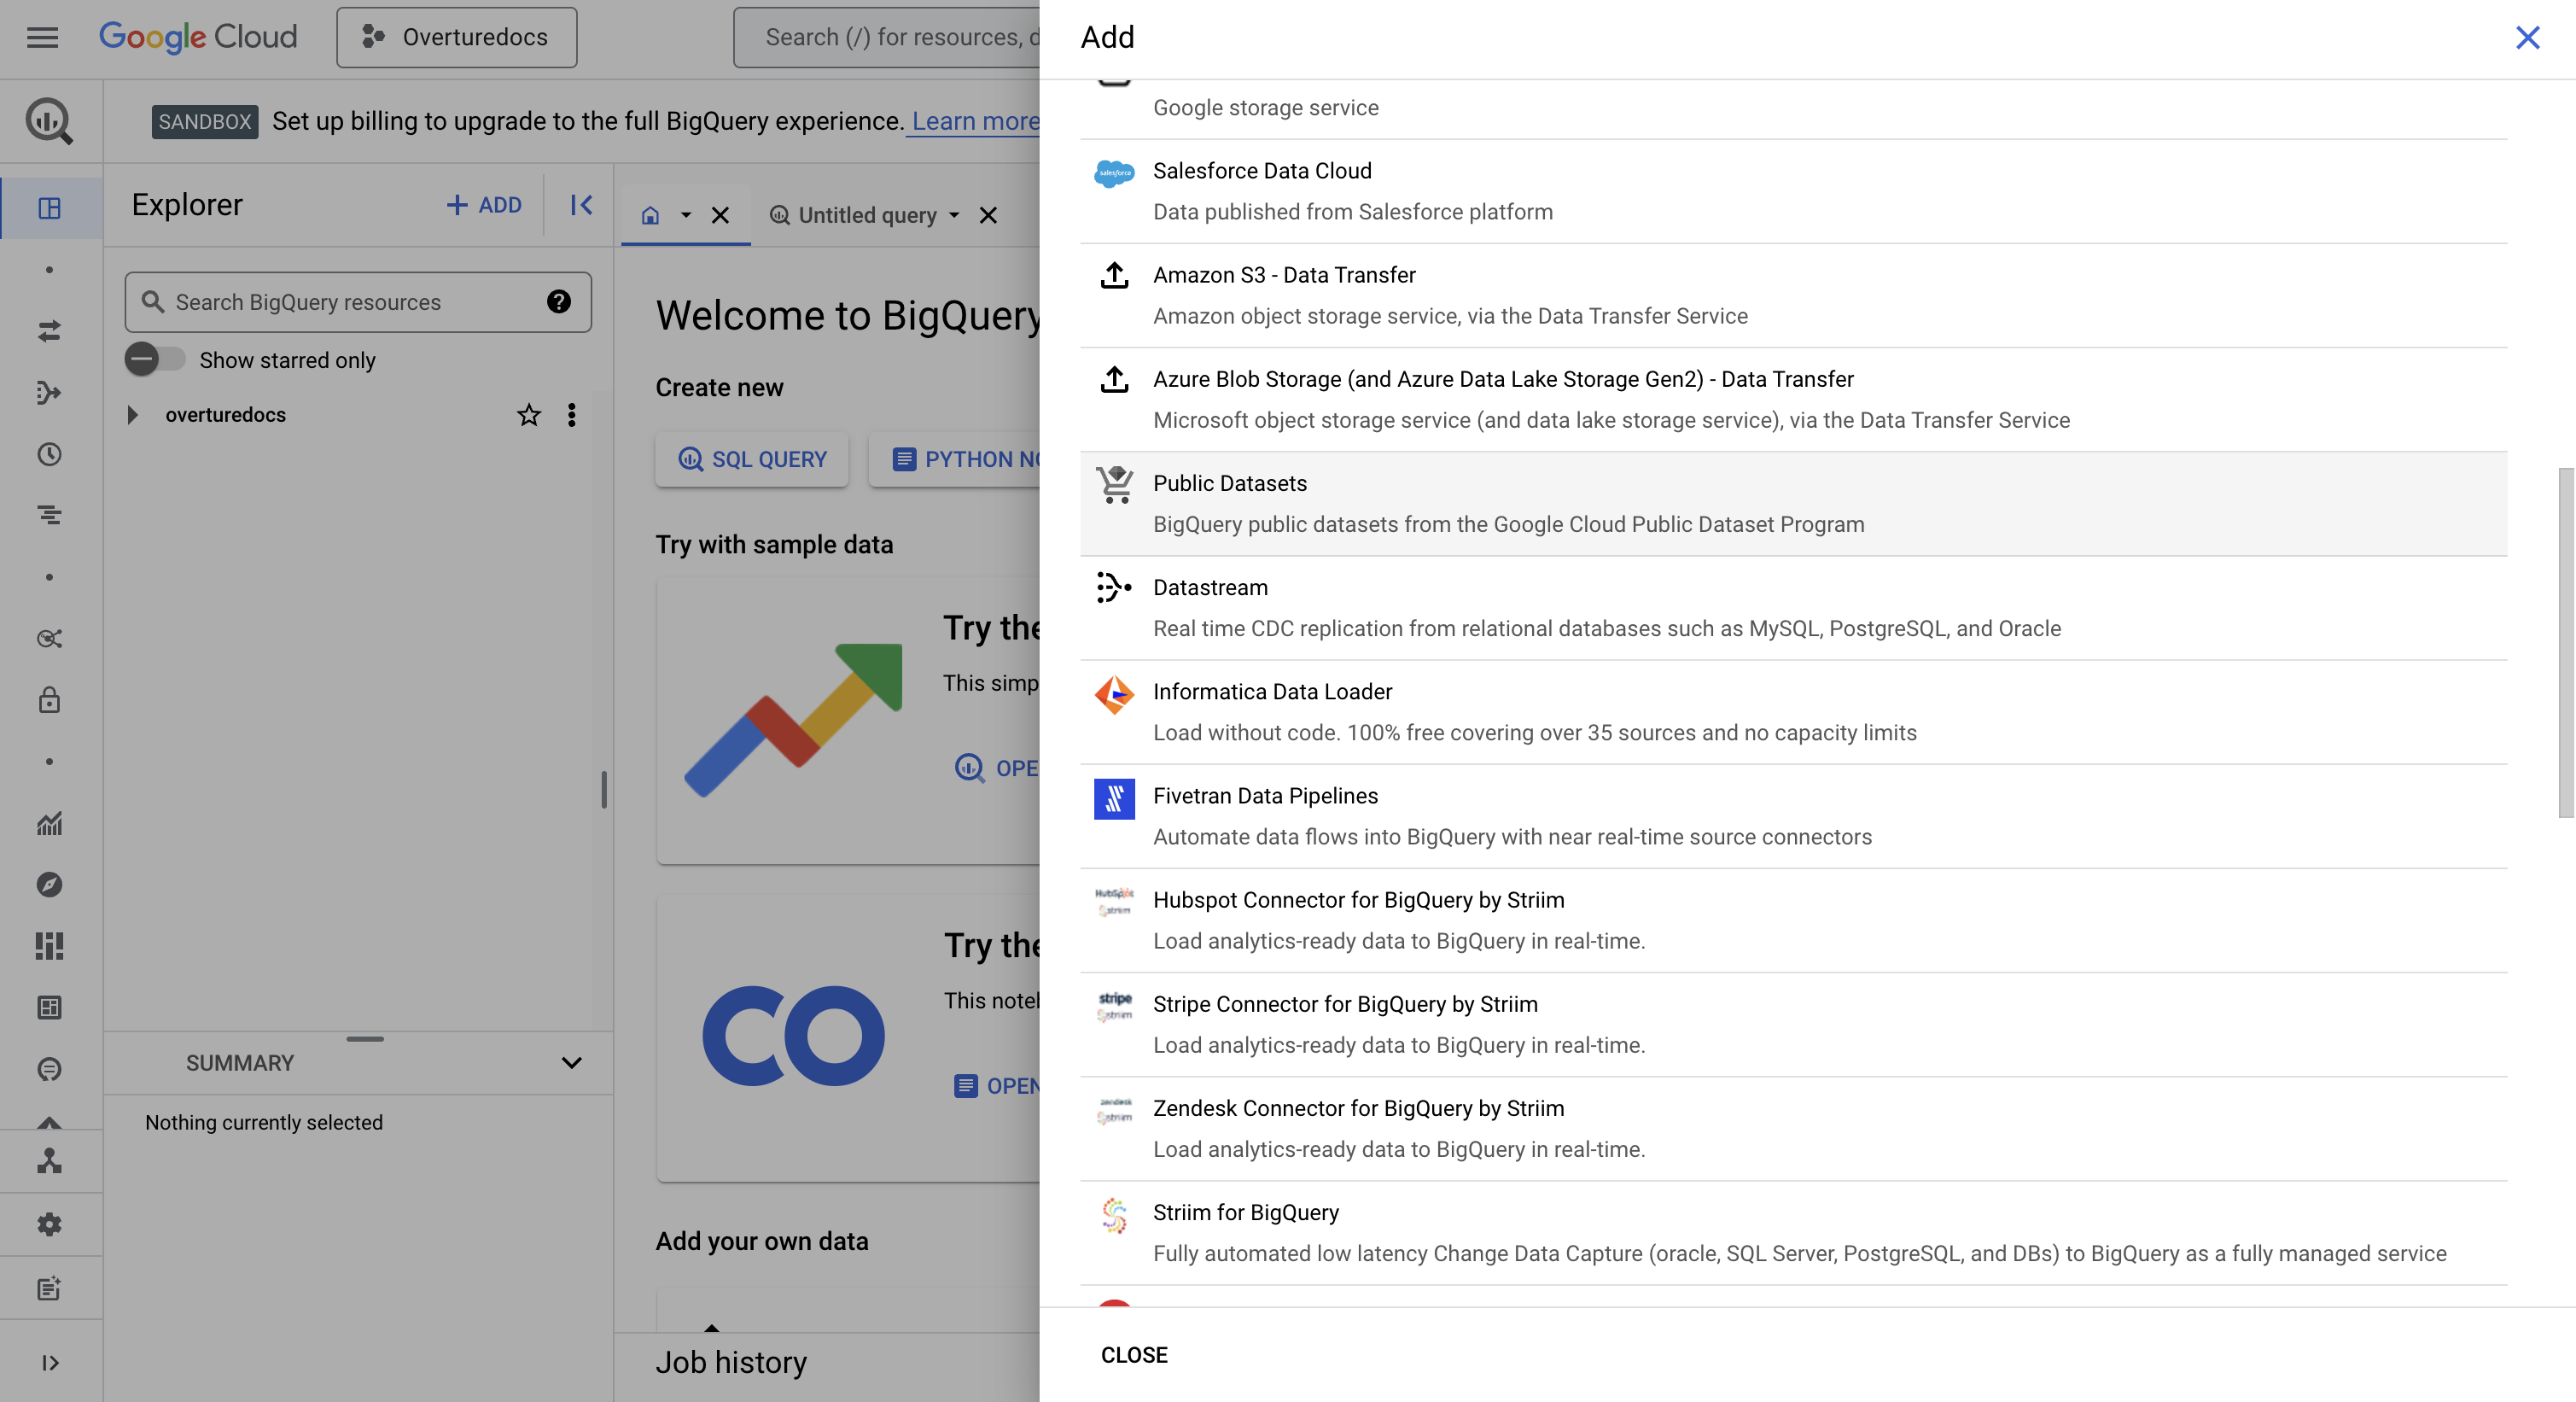 Google Cloud
Overturedocs
Search (/) for resources, d
SANDBOX Set up billing to upgrade to the full BigQuery experience. Learn more
Explorer
ADD
Search BigQuery resources
Show starred only
overturedocs
SUMMARY
Nothing currently selected
Untitled query
Welcome to BigQuery
Create new
SQL QUERY
PYTHON NO
Try with sample data
Try the
This simp
OPE
Try the
This note
OPEN
Add your own data
Job history
Add
Google storage service
salesforce
Salesforce Data Cloud
Data published from Salesforce platform
Amazon S3 - Data Transfer
Amazon object storage service, via the Data Transfer Service
Azure Blob Storage (and Azure Data Lake Storage Gen2) - Data Transfer
Microsoft object storage service (and data lake storage service), via the Data Transfer Service
Public Datasets
BigQuery public datasets from the Google Cloud Public Dataset Program
Datastream
Real time CDC replication from relational databases such as MySQL, PostgreSQL, and Oracle
Informatica Data Loader
Load without code. 100% free covering over 35 sources and no capacity limits
Fivetran Data Pipelines
Automate data flows into BigQuery with near real-time source connectors
HubSpot
striim
Hubspot Connector for BigQuery by Striim
Load analytics-ready data to BigQuery in real-time.
stripe
striim
Stripe Connector for BigQuery by Striim
Load analytics-ready data to BigQuery in real-time.
zendesk
striim
Zendesk Connector for BigQuery by Striim
Load analytics-ready data to BigQuery in real-time.
Striim for BigQuery
Fully automated low latency Change Data Capture (oracle, SQL Server, PostgreSQL, and DBs) to BigQuery as a fully managed service
CLOSE